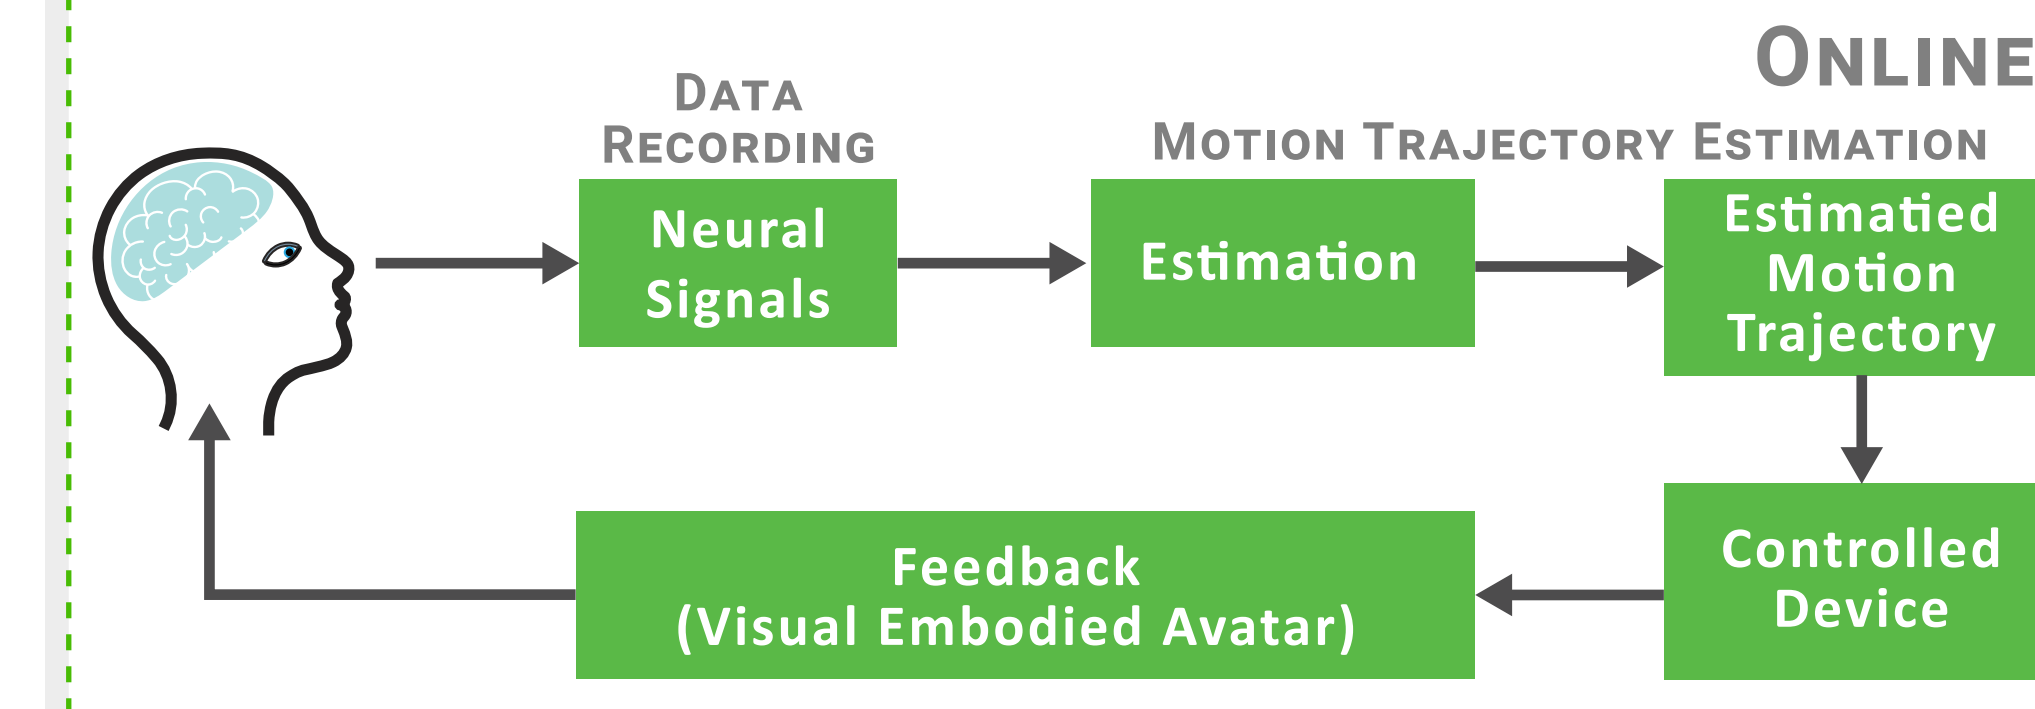 ONLINE
DATA
RECORDING
MOTION TRAJECTORY ESTIMATION
Neural
Signals
Estimation
Estimatied
Motion
Trajectory
Controlled
Device
Feedback
(Visual Embodied Avatar)